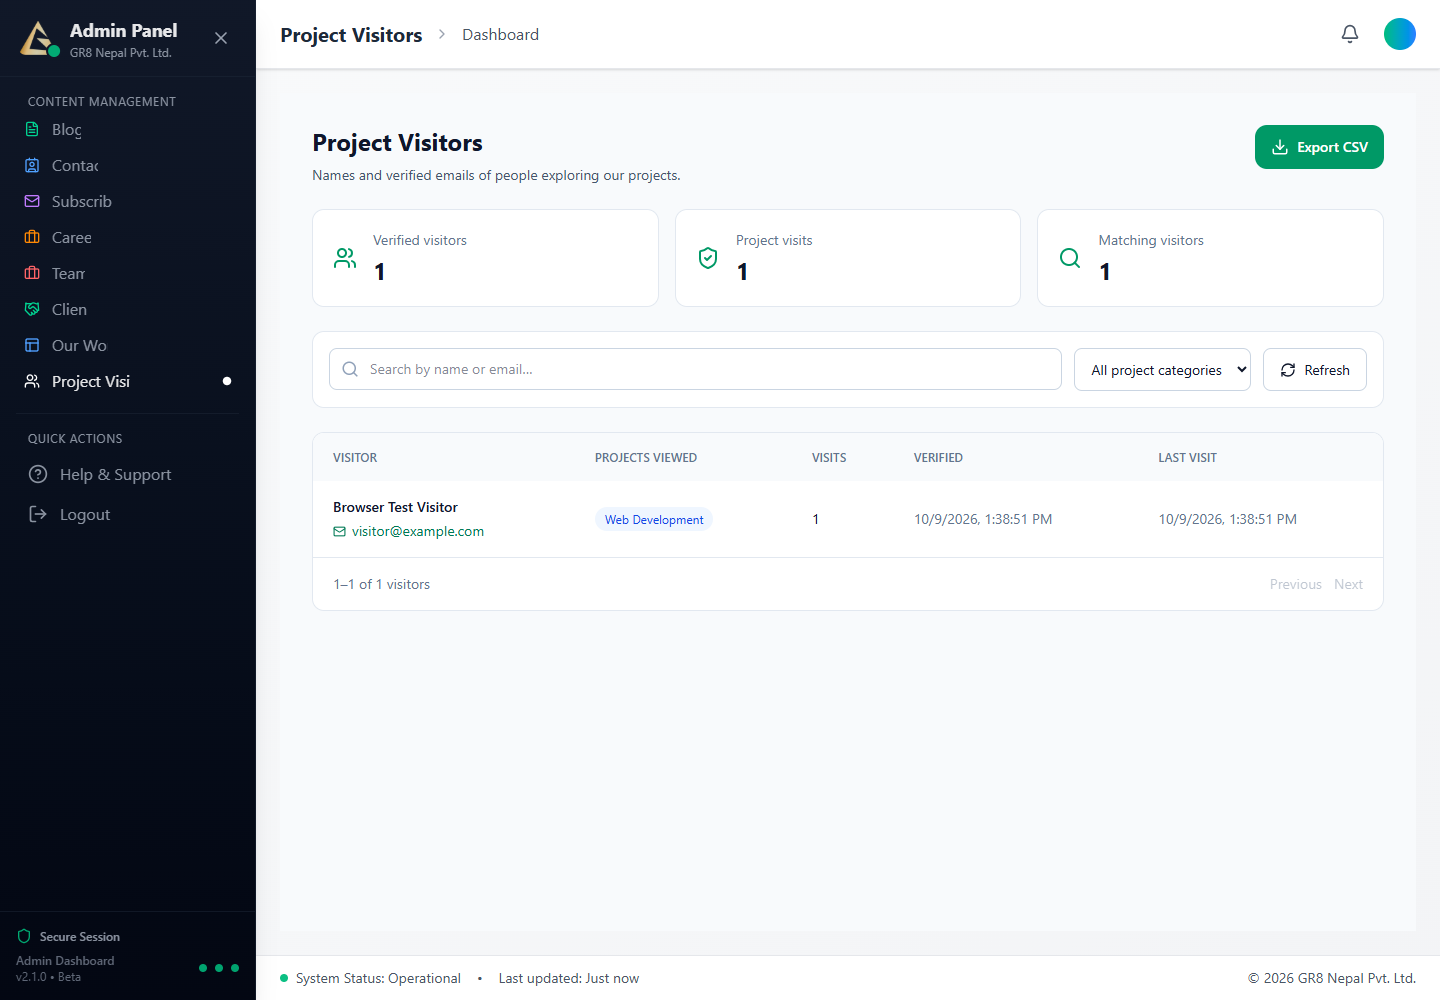 Admin Panel
GR8 Nepal Pvt. Ltd.
CONTENT MANAGEMENT
Blog
Contac
Subscrib
Caree
Team
Clien
Our Wo
Project Visi
QUICK ACTIONS
Help & Support
Logout
Secure Session
Admin Dashboard
v2.1.0 • Beta
Project Visitors
Dashboard
Project Visitors
Names and verified emails of people exploring our projects.
Export CSV
Verified visitors
1
Project visits
1
Matching visitors
1
Search by name or email...
All project categories
Refresh
VISITOR PROJECTS VIEWED VISITS VERIFIED LAST VISIT
Browser Test Visitor
visitor@example.com
Web Development
1
10/9/2026, 1:38:51 PM
10/9/2026, 1:38:51 PM
1–1 of 1 visitors
Previous Next
System Status: Operational • Last updated: Just now
© 2026 GR8 Nepal Pvt. Ltd.